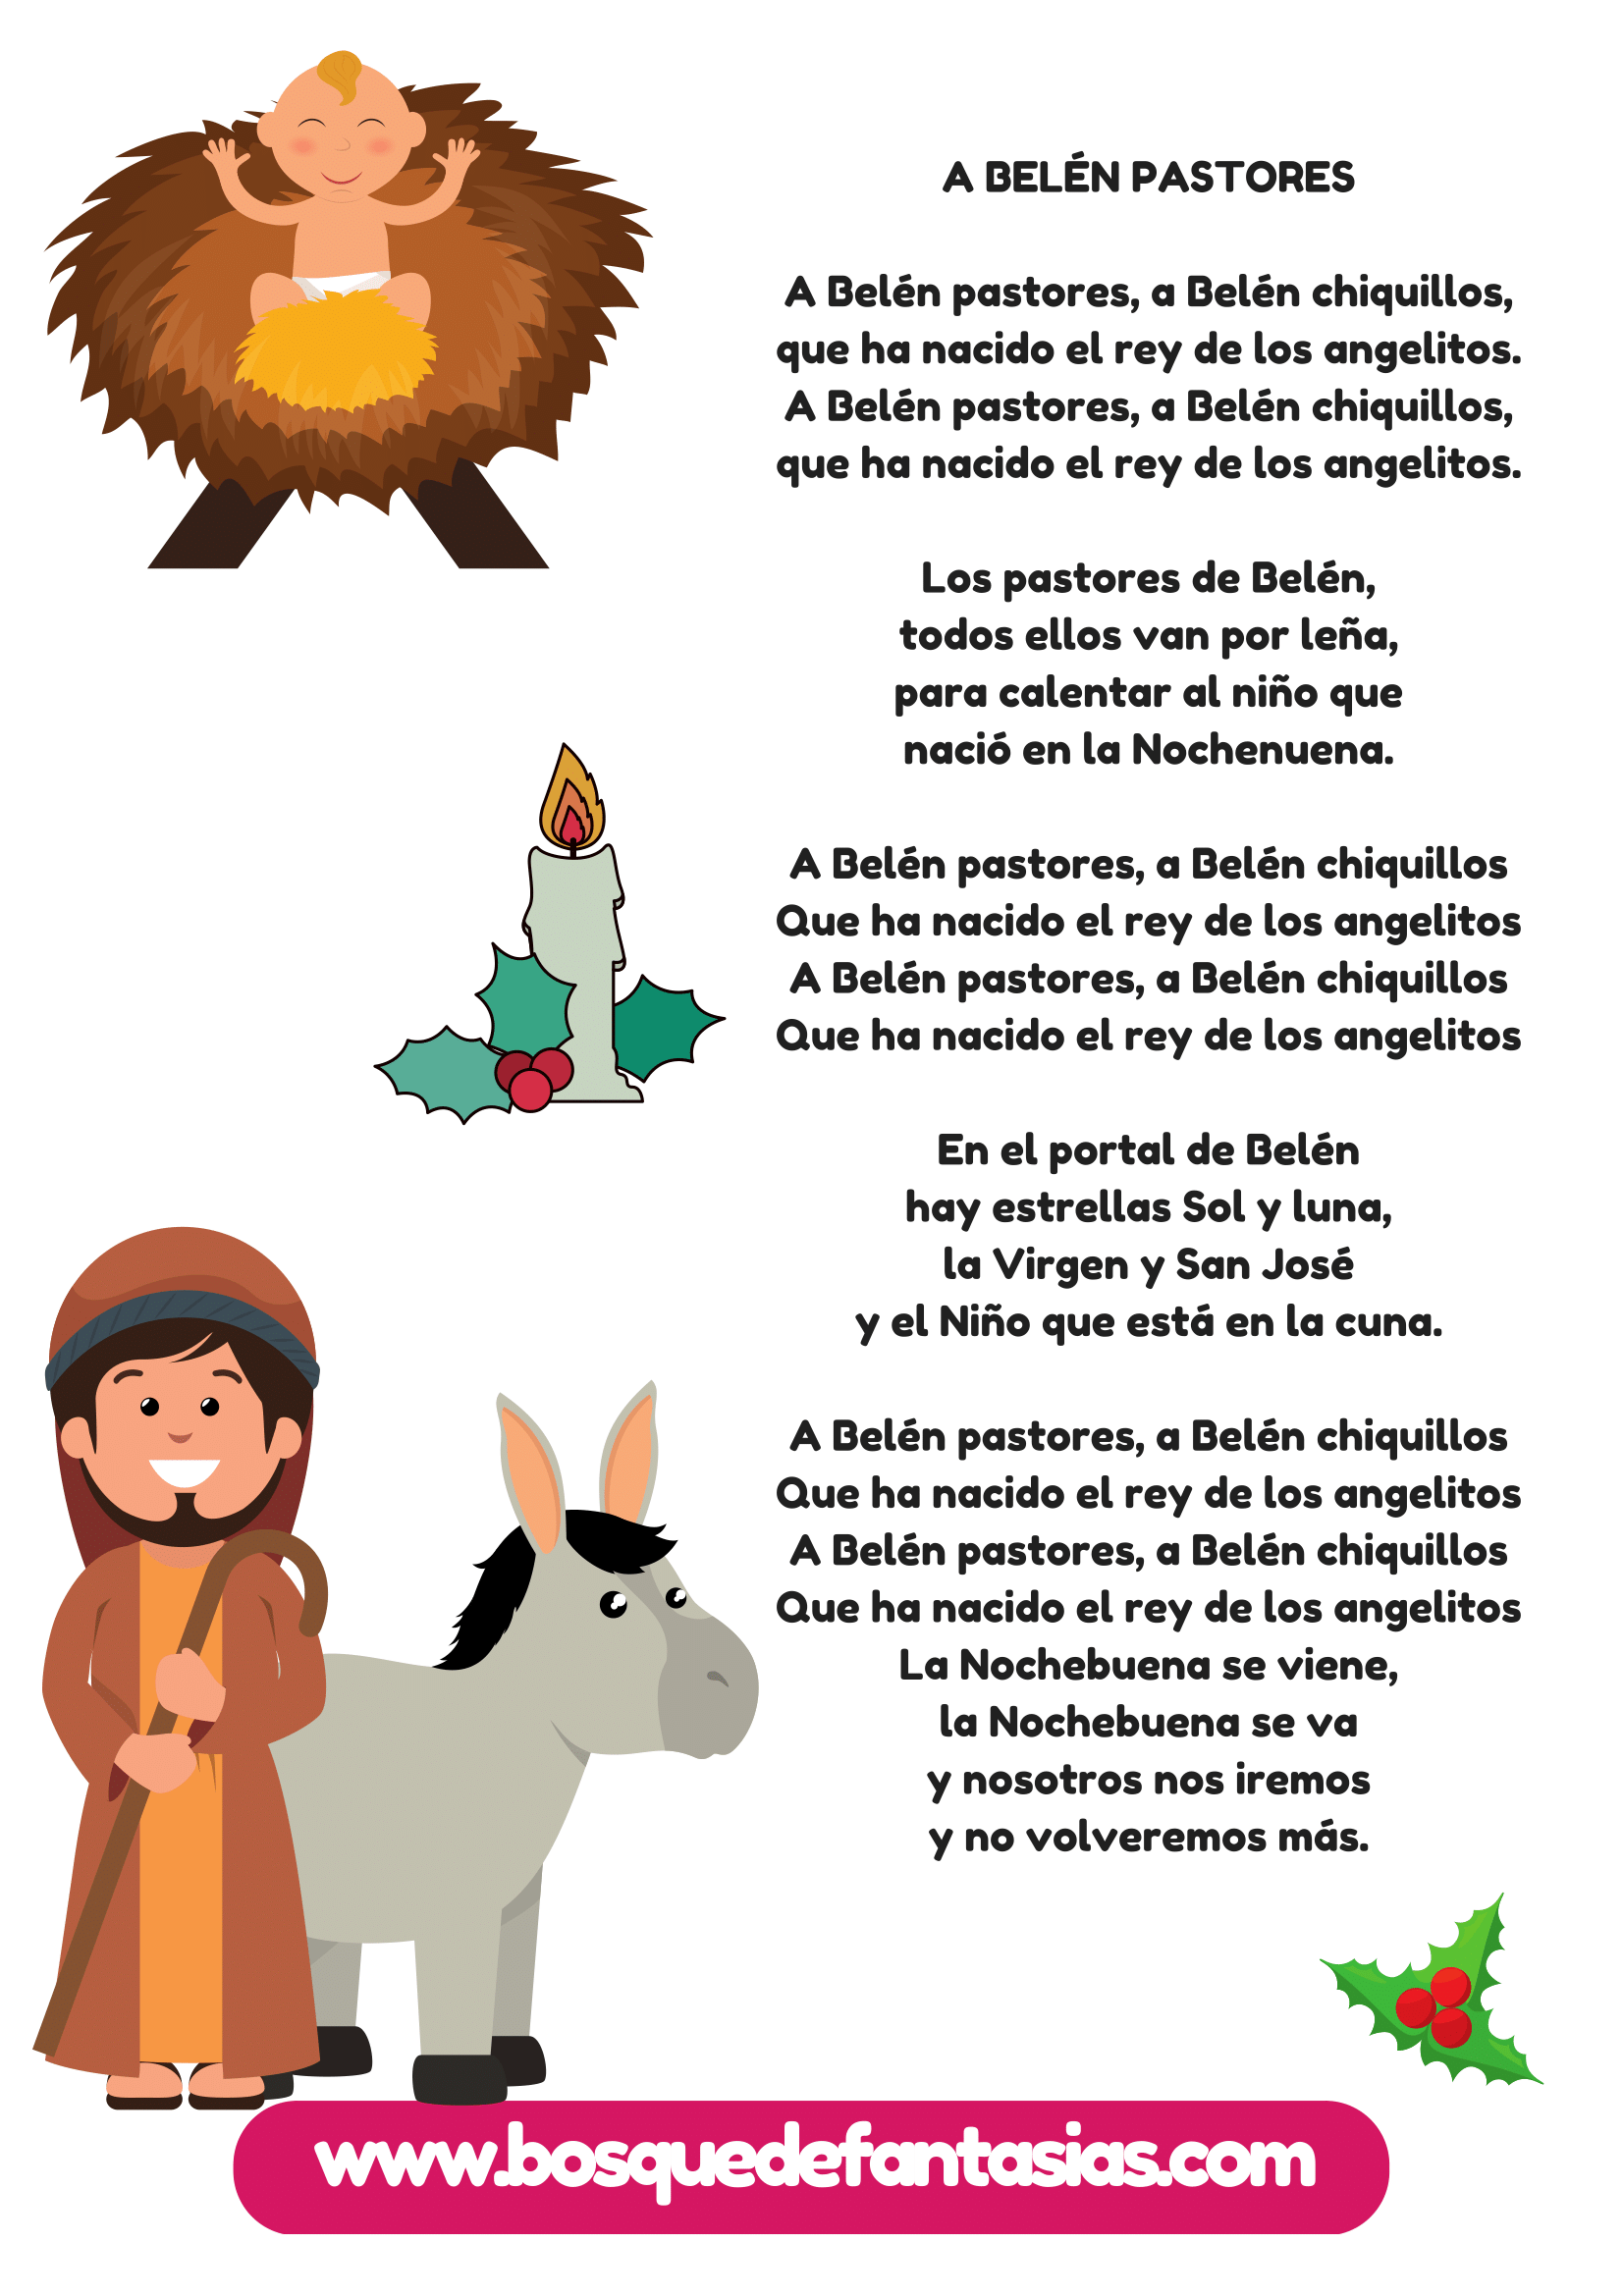 A BELÉN PASTORES
A Belén pastores, a Belén chiquillos,
que ha nacido el rey de los angelitos.
A Belén pastores, a Belén chiquillos,
que ha nacido el rey de los angelitos.
Los pastores de Belén,
todos ellos van por leña,
para calentar al niño que
nació en la Nochenuena.
A Belén pastores, a Belén chiquillos
Que ha nacido el rey de los angelitos
A Belén pastores, a Belén chiquillos
Que ha nacido el rey de los angelitos
En el portal de Belén
hay estrellas Sol y luna,
la Virgen y San José
y el Niño que está en la cuna.
A Belén pastores, a Belén chiquillos
Que ha nacido el rey de los angelitos
A Belén pastores, a Belén chiquillos
Que ha nacido el rey de los angelitos
La Nochebuena se viene,
la Nochebuena se va
y nosotros nos iremos
y no volveremos más.
www.bosquedefantasias.com